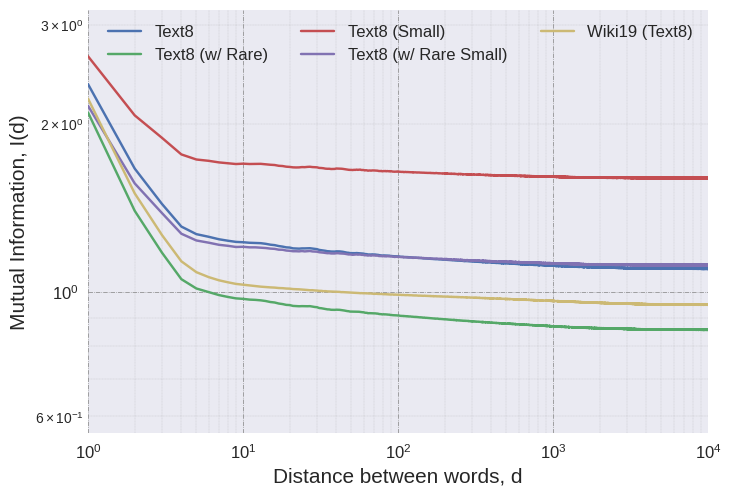 3 × 10⁰
Text8
Text8 (Small)
Wiki19 (Text8)
Text8 (w/ Rare)
Text8 (w/ Rare Small)
2 × 10⁰
Mutual Information, I(d)
10⁰
6 × 10⁻¹
10⁰
10¹
10²
10³
10⁴
Distance between words, d